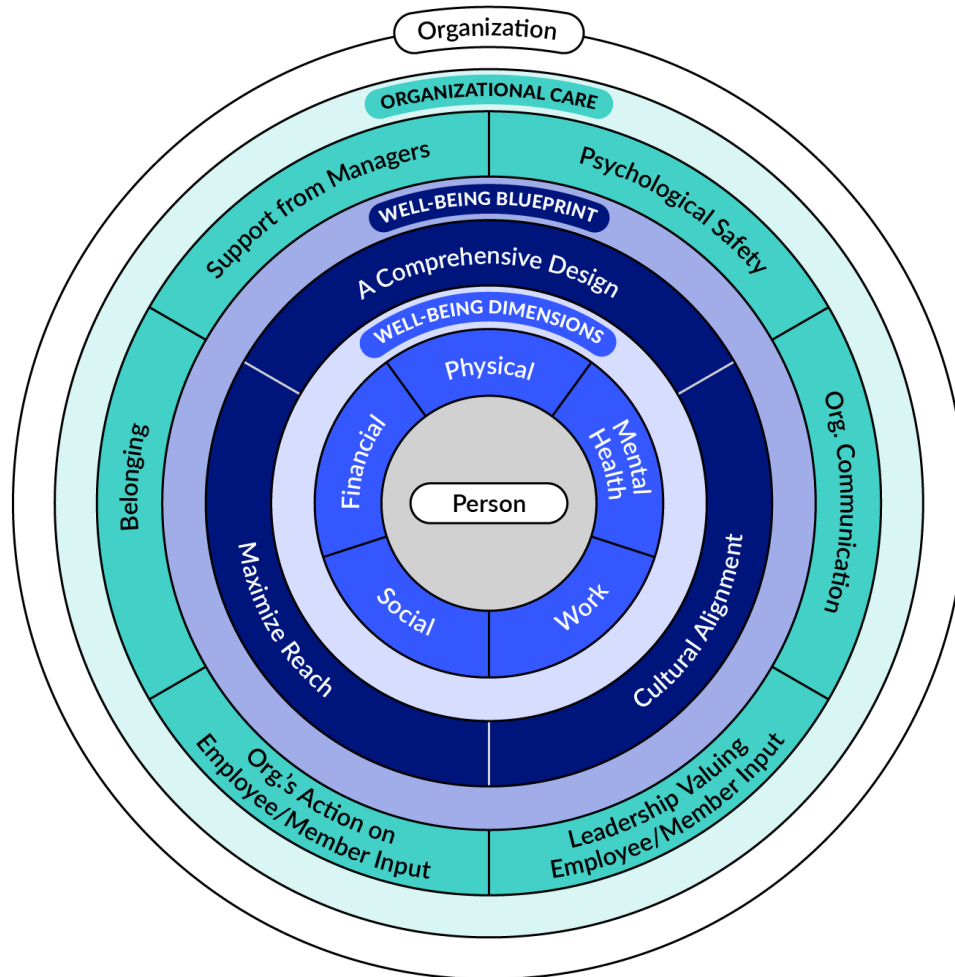 Organization
ORGANIZATIONAL CARE
Support from Managers
Psychological Safety
Org. Communication
Leadership Valuing
Employee/Member Input
Org.'s Action on
Employee/Member Input
Belonging
WELL-BEING BLUEPRINT
A Comprehensive Design
Cultural Alignment
Maximize Reach
WELL-BEING DIMENSIONS
Physical
Mental
Health
Work
Social
Financial
Person